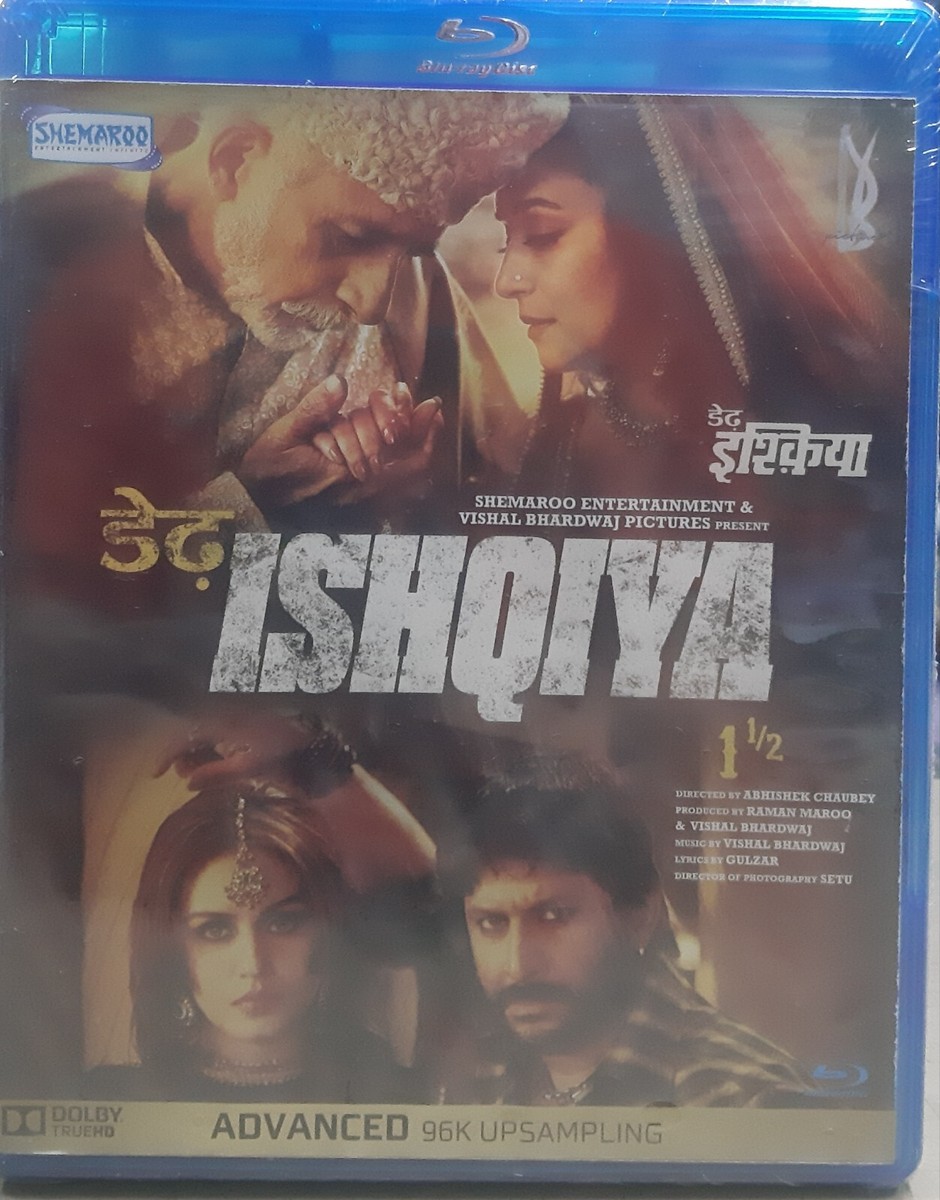 Blu-ray Disc
SHEMAROO
ENTERTAINMENT LIMITED
डेढ़
इश्क़िया
SHEMAROO ENTERTAINMENT &
VISHAL BHARDWAJ PICTURES PRESENT
डेढ़ ISHQIYA
1 1/2
DIRECTED BY ABHISHEK CHAUBEY
PRODUCED BY RAMAN MAROO
& VISHAL BHARDWAJ
MUSIC BY VISHAL BHARDWAJ
LYRICS BY GULZAR
DIRECTOR OF PHOTOGRAPHY SETU
DOLBY
TRUEHD
ADVANCED 96K UPSAMPLING